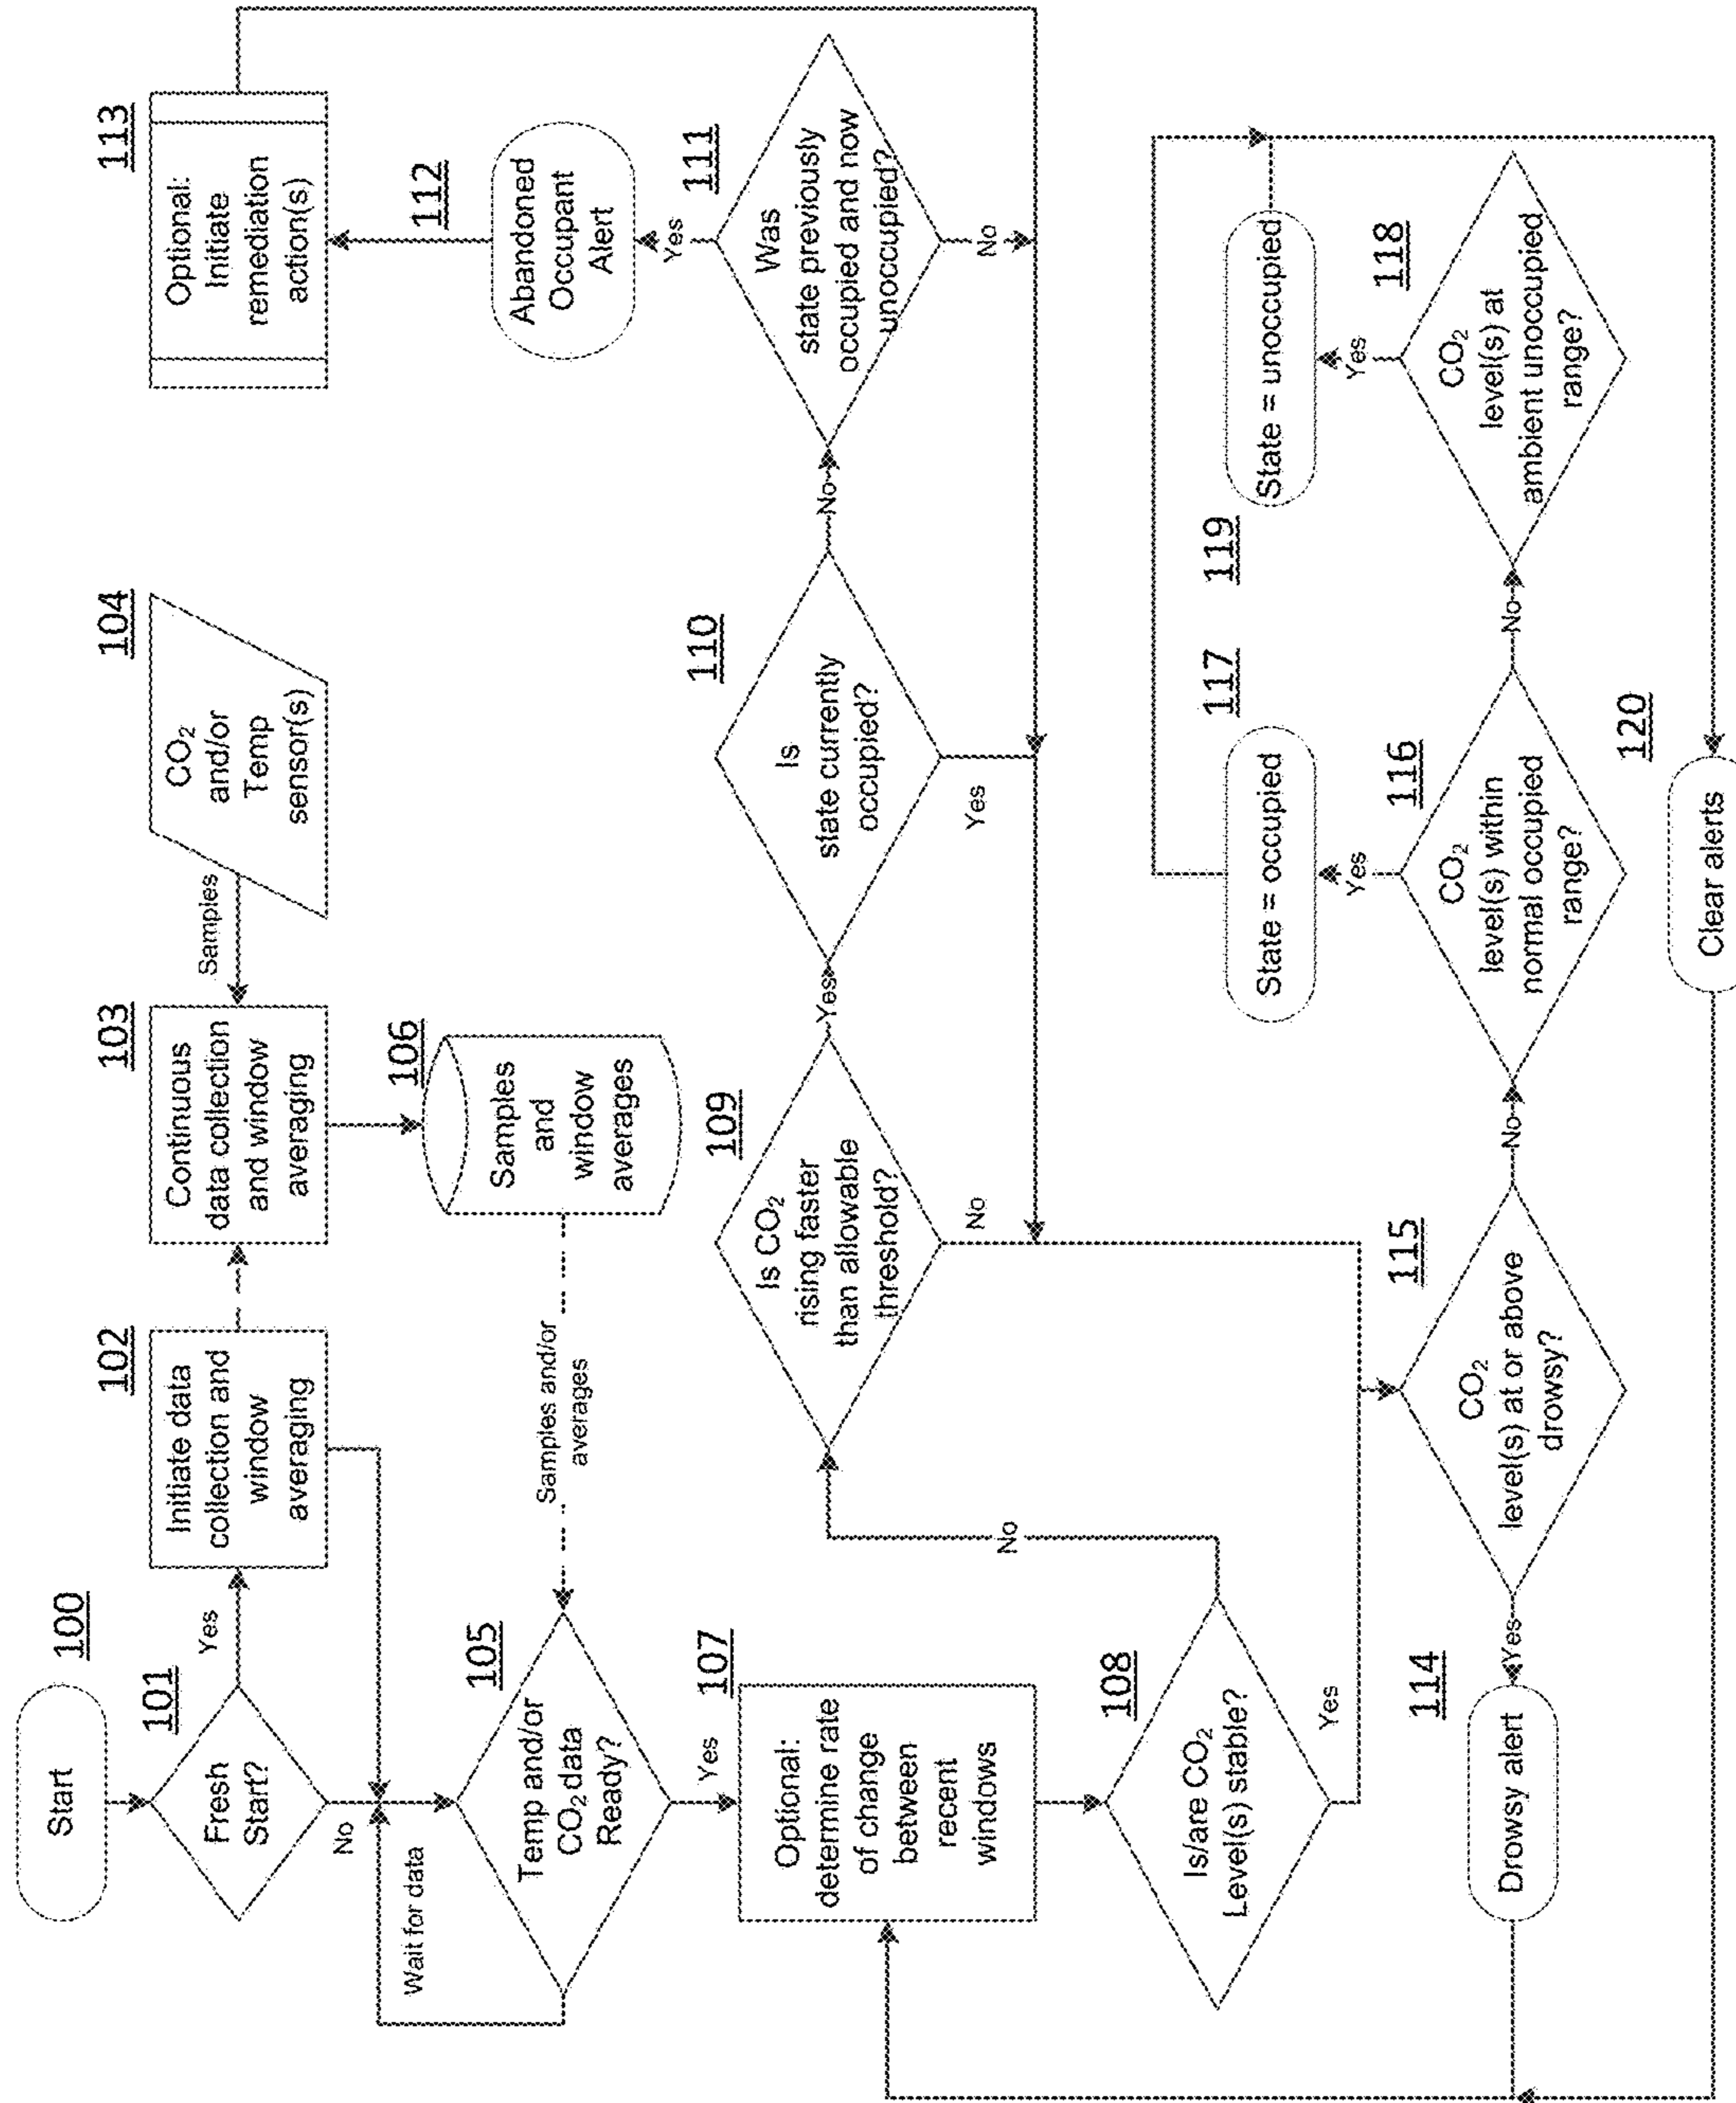 Start
100
Fresh
Start?
101
Yes
No
Initiate data
collection and
window
averaging
102
Continuous
data collection
and window
averaging
103
Samples
CO₂
and/or
Temp
sensor(s)
104
Optional:
Initiate
remediation
action(s)
113
Wait for data
Temp and/or
CO₂ data
Ready?
105
Yes
Samples and/or
averages
Samples
and
window
averages
106
Abandoned
Occupant
Alert
112
Yes
Optional:
determine rate
of change
between
recent
windows
107
No
Is CO₂
rising faster
than allowable
threshold?
109
Yes
No
Is
state currently
occupied?
110
No
Yes
Was
state previously
occupied and now
unoccupied?
111
No
Is/are CO₂
Level(s) stable?
108
Yes
State = occupied
117
State = unoccupied
119
Yes
Yes
Drowsy alert
114
Yes
CO₂
level(s) at or above
drowsy?
115
No
CO₂
level(s) within
normal occupied
range?
116
No
CO₂
level(s) at
ambient unoccupied
range?
118
Clear alerts
120